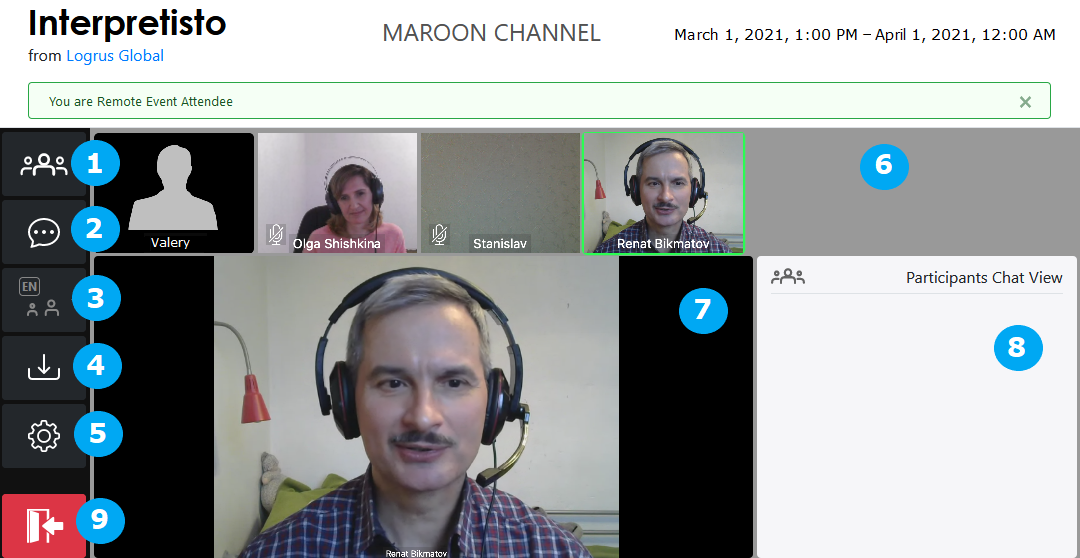 Interpretisto
from Logrus Global
MAROON CHANNEL
March 1, 2021, 1:00 PM – April 1, 2021, 12:00 AM
You are Remote Event Attendee
1
2
EN
3
4
5
9
Valery
Olga Shishkina
Stanislav
Renat Bikmatov
6
7
Renat Bikmatov
Participants Chat View
8